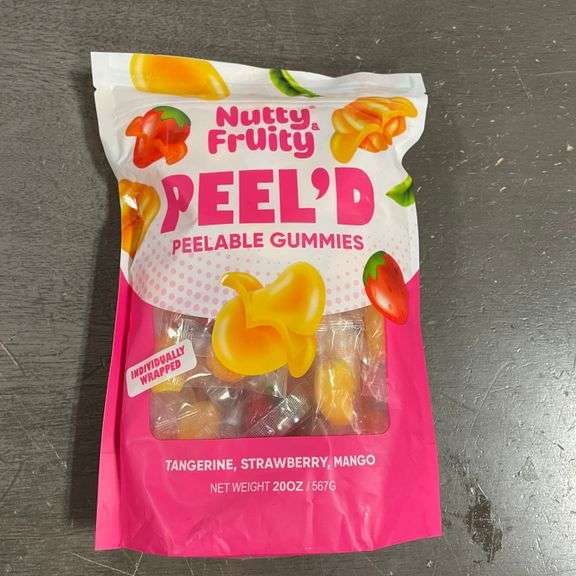 Nutty &
Fruity
PEEL'D
PEELABLE GUMMIES
INDIVIDUALLY
WRAPPED
TANGERINE, STRAWBERRY, MANGO
NET WEIGHT 20OZ / 567G